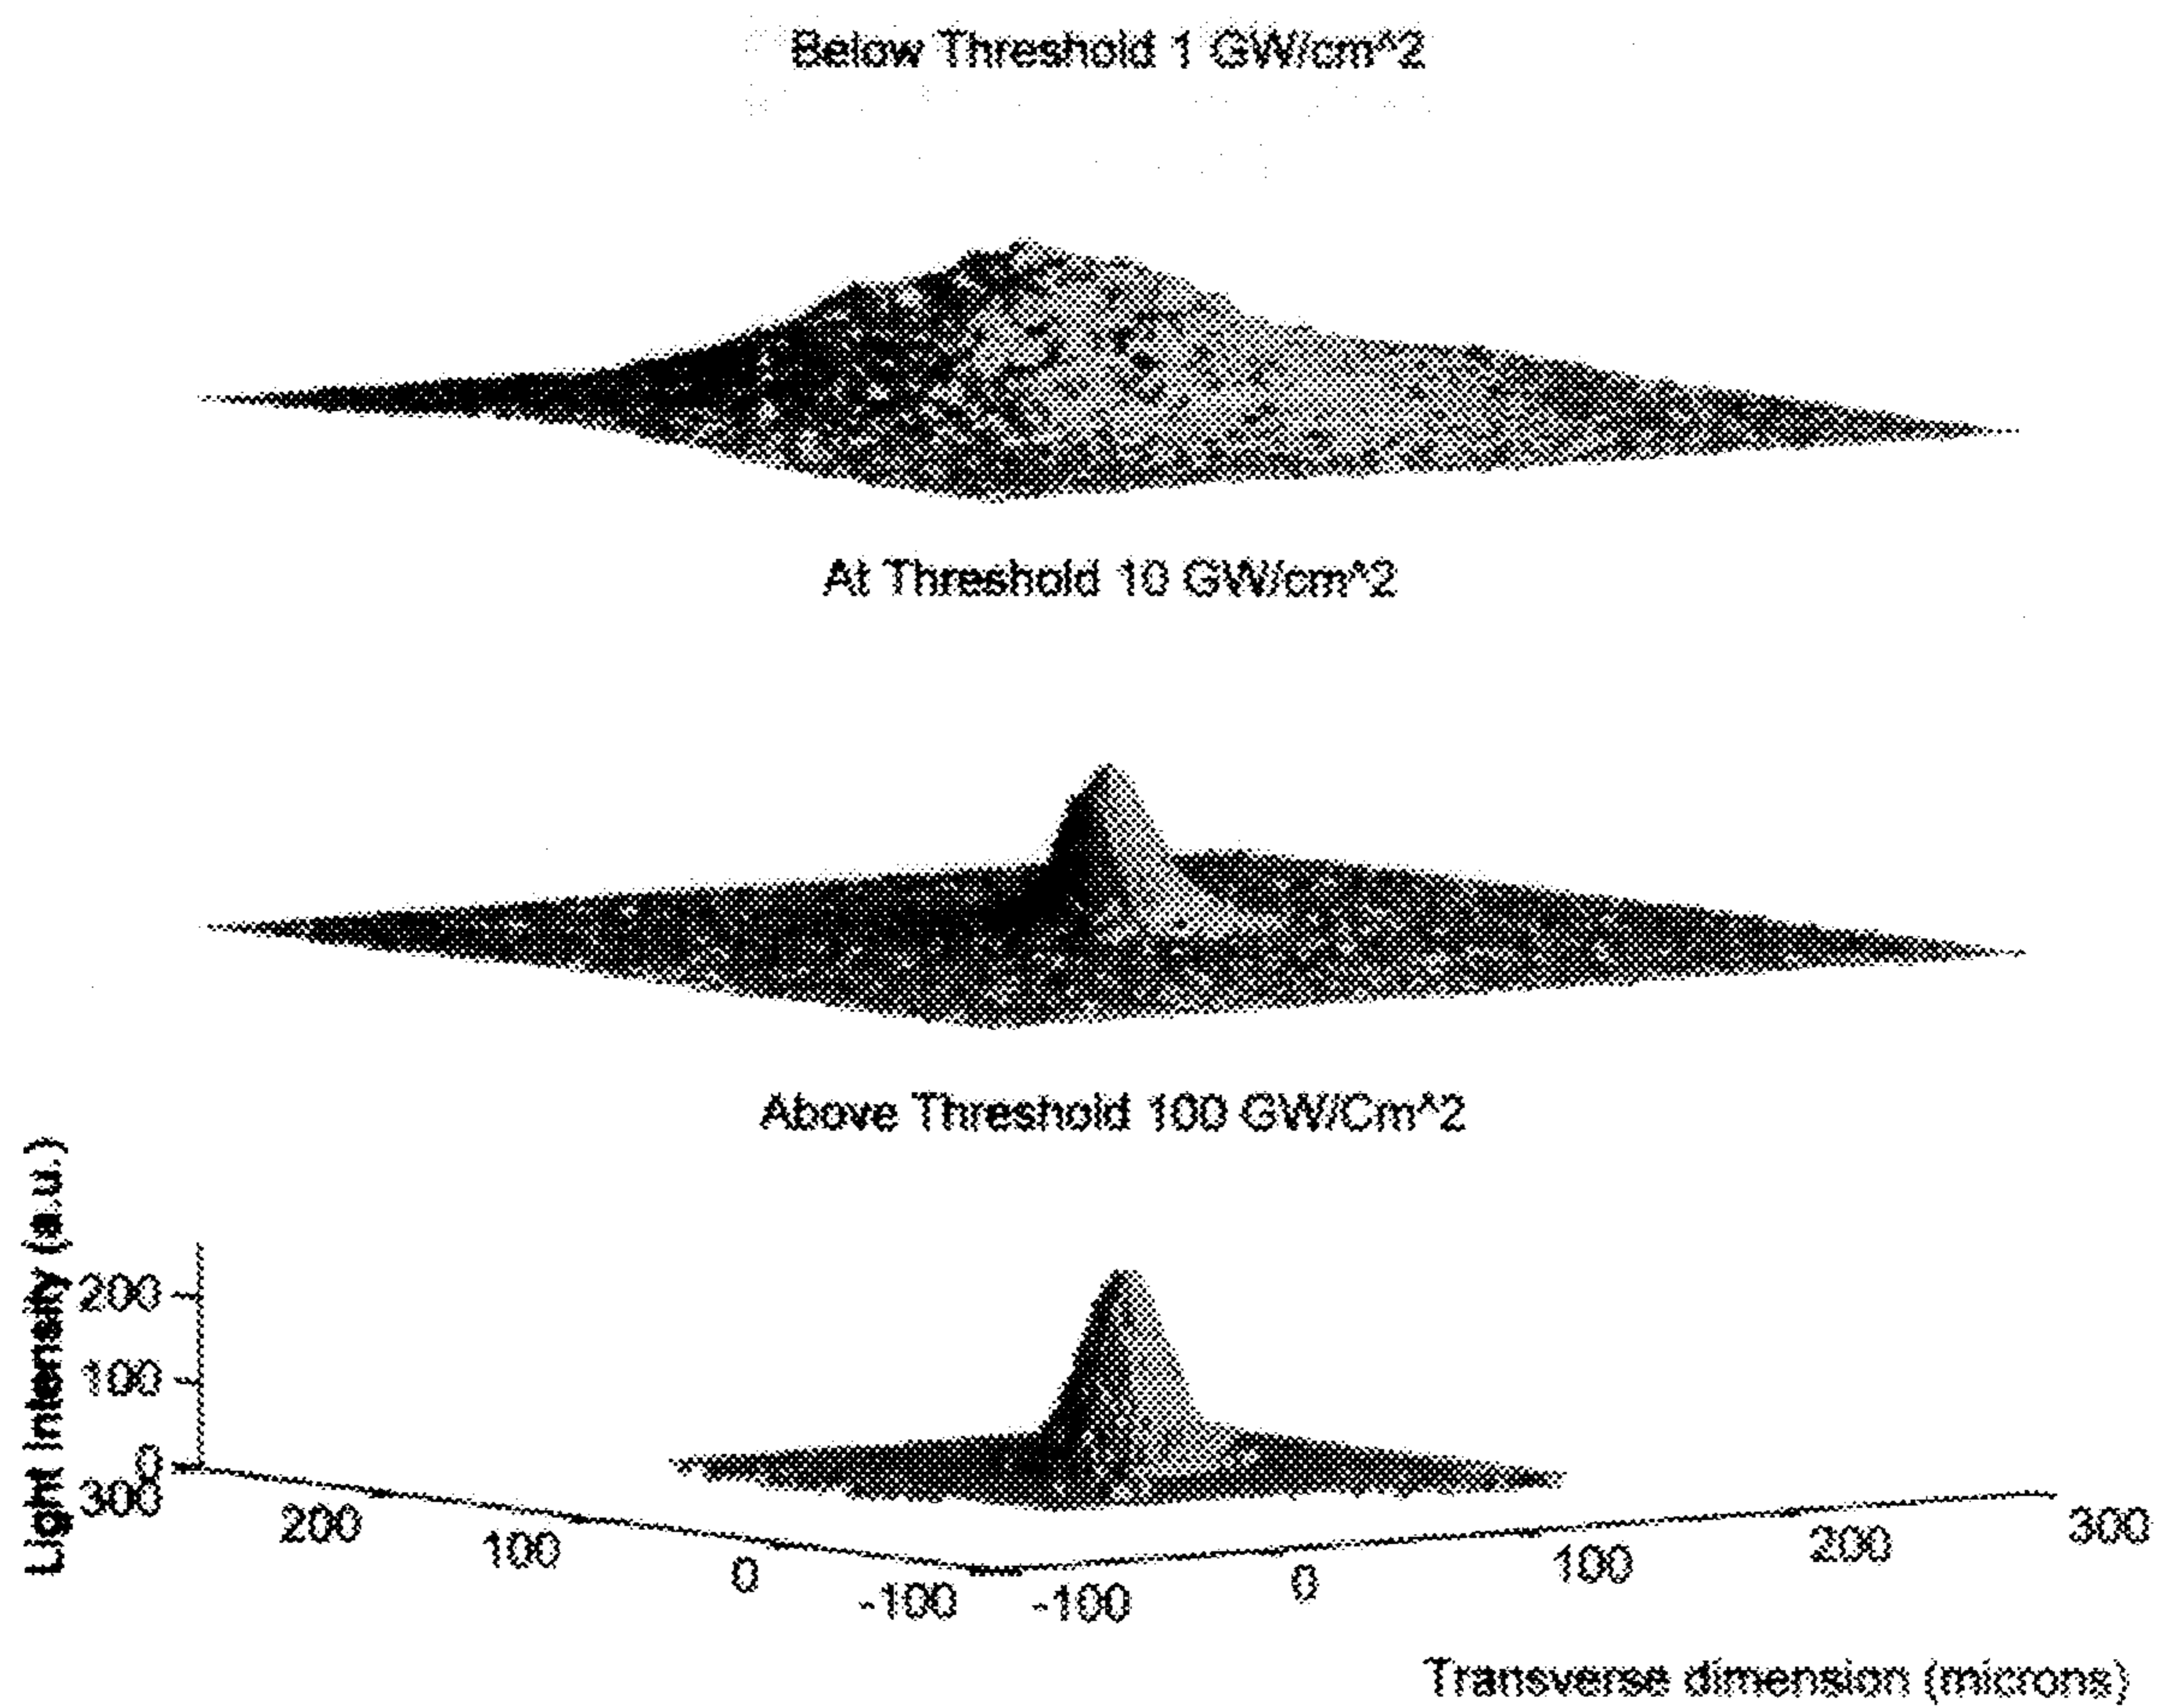 Below Threshold 1 GW/cm^2
At Threshold 10 GW/cm^2
Above Threshold 100 GW/Cm^2
Light Intensity (a.u.)
200
100
0
300
200
100
0
-100
-100
0
100
200
300
Transverse dimension (microns)